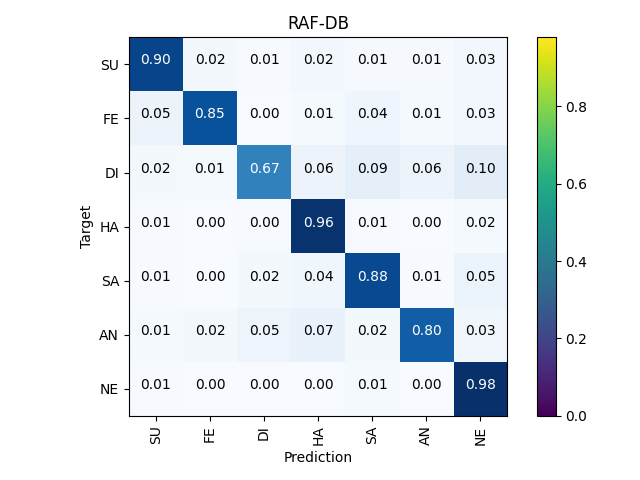 RAF-DB
SU 0.90 0.02 0.01 0.02 0.01 0.01 0.03
FE 0.05 0.85 0.00 0.01 0.04 0.01 0.03
DI 0.02 0.01 0.67 0.06 0.09 0.06 0.10
HA 0.01 0.00 0.00 0.96 0.01 0.00 0.02
SA 0.01 0.00 0.02 0.04 0.88 0.01 0.05
AN 0.01 0.02 0.05 0.07 0.02 0.80 0.03
NE 0.01 0.00 0.00 0.00 0.01 0.00 0.98
SU FE DI HA SA AN NE
Prediction
Target
0.8
0.6
0.4
0.2
0.0